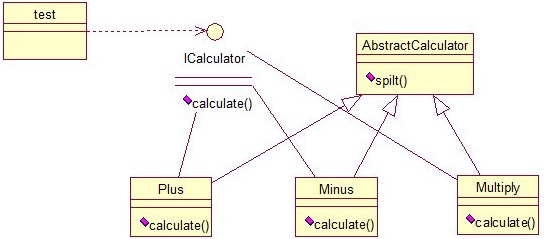 test
ICalculator
calculate()
AbstractCalculator
spilt()
Plus
calculate()
Minus
calculate()
Multiply
calculate()